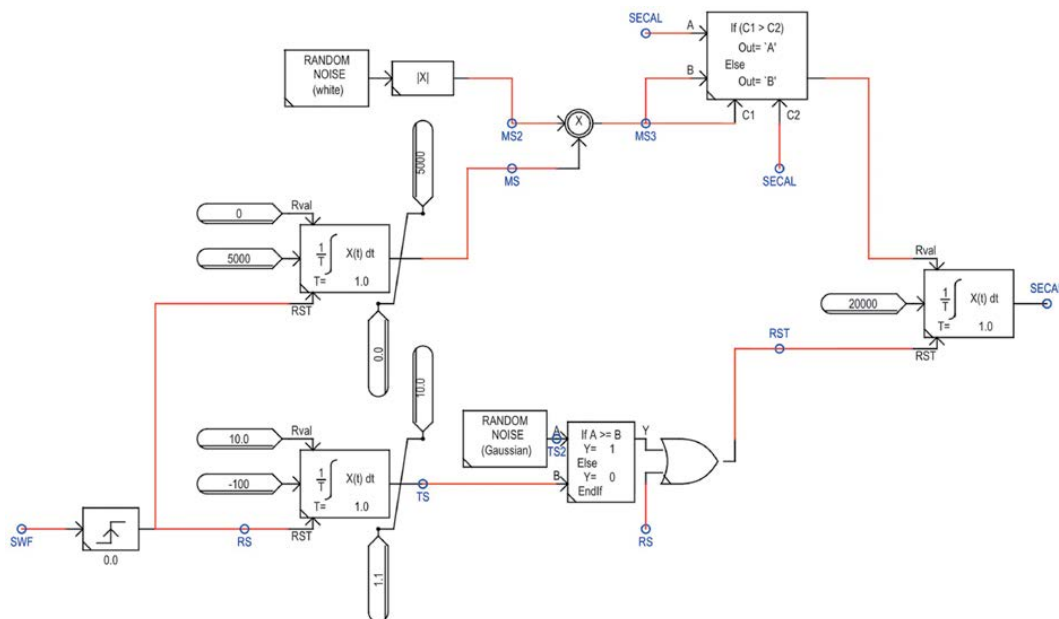 SECAL
A
If (C1 > C2)
Out= `A'
Else
Out= `B'
B
C1
C2
RANDOM
NOISE
(white)
|X|
MS2
X
MS3
MS
SECAL
5000
0
Rval
5000
1
T
X(t) dt
T=
1.0
RST
0.0
Rval
20000
1
T
X(t) dt
T=
1.0
RST
SECAL
RST
10.0
10.0
Rval
-100
1
T
X(t) dt
T=
1.0
RST
TS
RANDOM
NOISE
(Gaussian)
A
TS2
B
If A >= B
Y= 1
Else
Y= 0
EndIf
Y
SWF
0.0
RS
RS
1.1